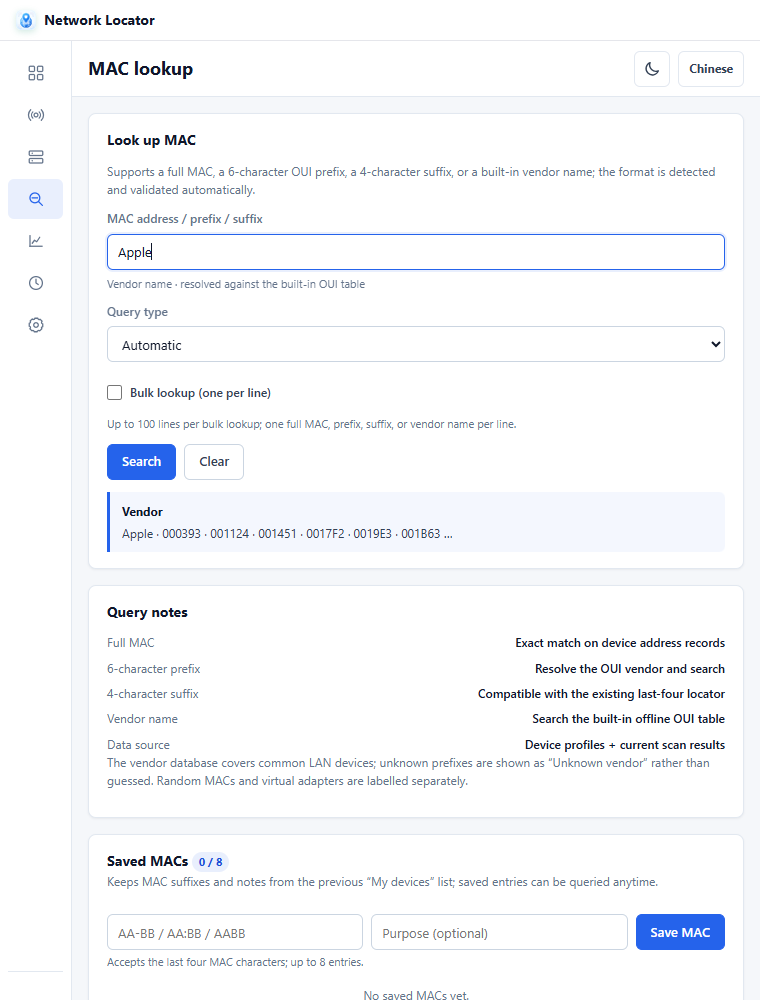 Network Locator
MAC lookup
Chinese
Look up MAC
Supports a full MAC, a 6-character OUI prefix, a 4-character suffix, or a built-in vendor name; the format is detected
and validated automatically.
MAC address / prefix / suffix
Apple
Vendor name · resolved against the built-in OUI table
Query type
Automatic
Bulk lookup (one per line)
Up to 100 lines per bulk lookup; one full MAC, prefix, suffix, or vendor name per line.
Search
Clear
Vendor
Apple · 000393 · 001124 · 001451 · 0017F2 · 0019E3 · 001B63 ...
Query notes
Full MAC
Exact match on device address records
6-character prefix
Resolve the OUI vendor and search
4-character suffix
Compatible with the existing last-four locator
Vendor name
Search the built-in offline OUI table
Data source
Device profiles + current scan results
The vendor database covers common LAN devices; unknown prefixes are shown as “Unknown vendor” rather than
guessed. Random MACs and virtual adapters are labelled separately.
Saved MACs 0 / 8
Keeps MAC suffixes and notes from the previous “My devices” list; saved entries can be queried anytime.
AA-BB / AA:BB / AABB
Purpose (optional)
Save MAC
Accepts the last four MAC characters; up to 8 entries.
No saved MACs yet.